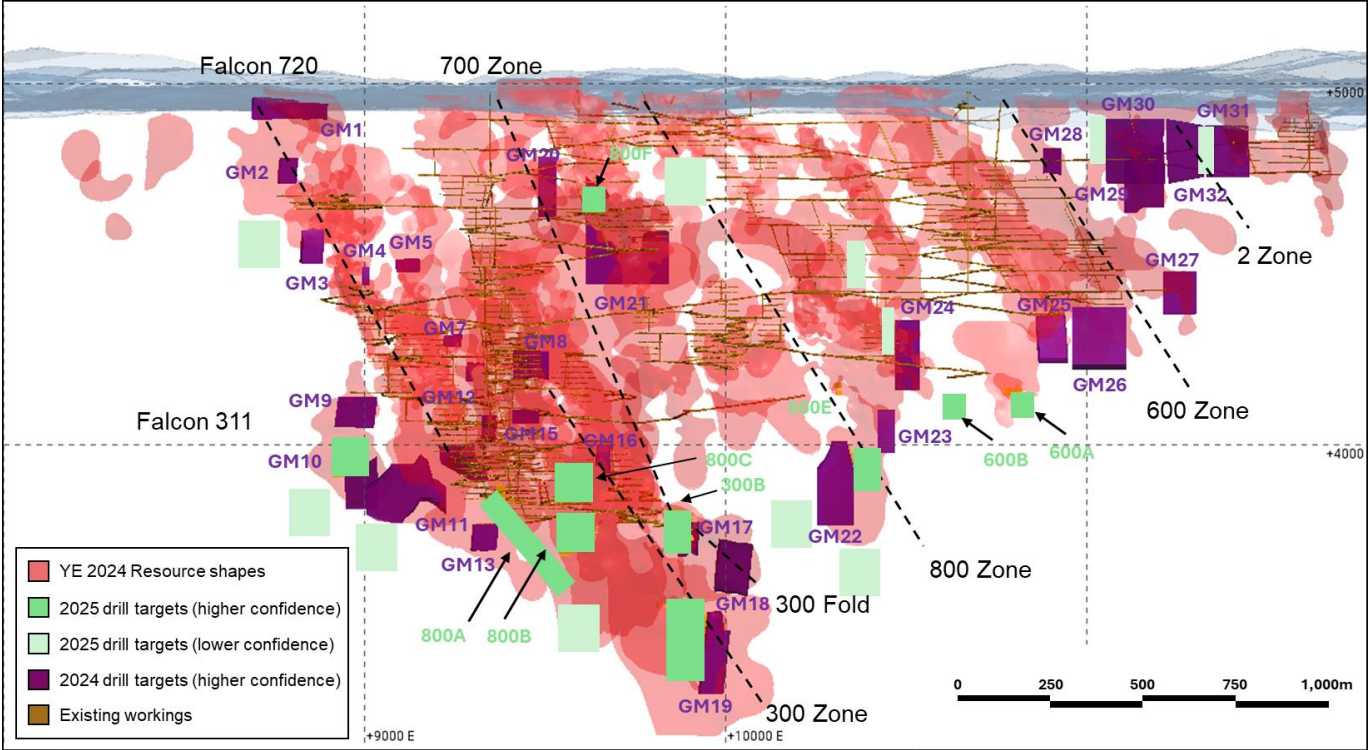 Falcon 720
700 Zone
+5000
GM1
GM20
800F
GM28
GM30
GM31
GM2
GM29
GM32
GM4
GM5
GM3
2 Zone
GM27
GM21
GM24
GM25
GM7
GM8
GM26
GM9
GM12
800E
600 Zone
Falcon 311
GM15
GM16
GM23
600B
600A
+4000
GM10
800C
300B
GM11
GM17
GM22
GM13
800 Zone
GM18
300 Fold
800A
800B
GM19
300 Zone
YE 2024 Resource shapes
2025 drill targets (higher confidence)
2025 drill targets (lower confidence)
2024 drill targets (higher confidence)
Existing workings
0 250 500 750 1,000m
+9000 E
+10000 E